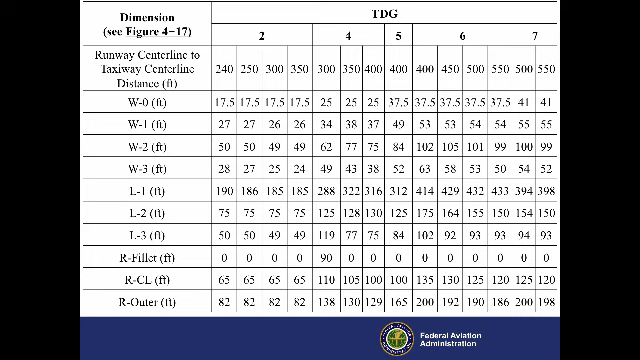 Dimension
(see Figure 4−17)
TDG
2 4 5 6 7
Runway Centerline to
Taxiway Centerline
Distance (ft)
240 250 300 350 300 350 400 400 400 450 500 550 500 550
W-0 (ft) 17.5 17.5 17.5 17.5 25 25 25 37.5 37.5 37.5 37.5 37.5 41 41
W-1 (ft) 27 27 26 26 34 38 37 49 53 53 54 54 55 55
W-2 (ft) 50 50 49 49 62 77 75 84 102 105 101 99 100 99
W-3 (ft) 28 27 25 24 49 43 38 52 63 58 53 50 54 52
L-1 (ft) 190 186 185 185 288 322 316 312 414 429 432 433 394 398
L-2 (ft) 75 75 75 75 125 128 130 125 175 164 155 150 154 150
L-3 (ft) 50 50 49 49 119 77 75 84 102 92 93 93 94 93
R-Fillet (ft) 0 0 0 0 90 0 0 0 0 0 0 0 0 0
R-CL (ft) 65 65 65 65 110 105 100 100 135 130 125 120 125 120
R-Outer (ft) 82 82 82 82 138 130 129 165 200 192 190 186 200 198
Federal Aviation
Administration